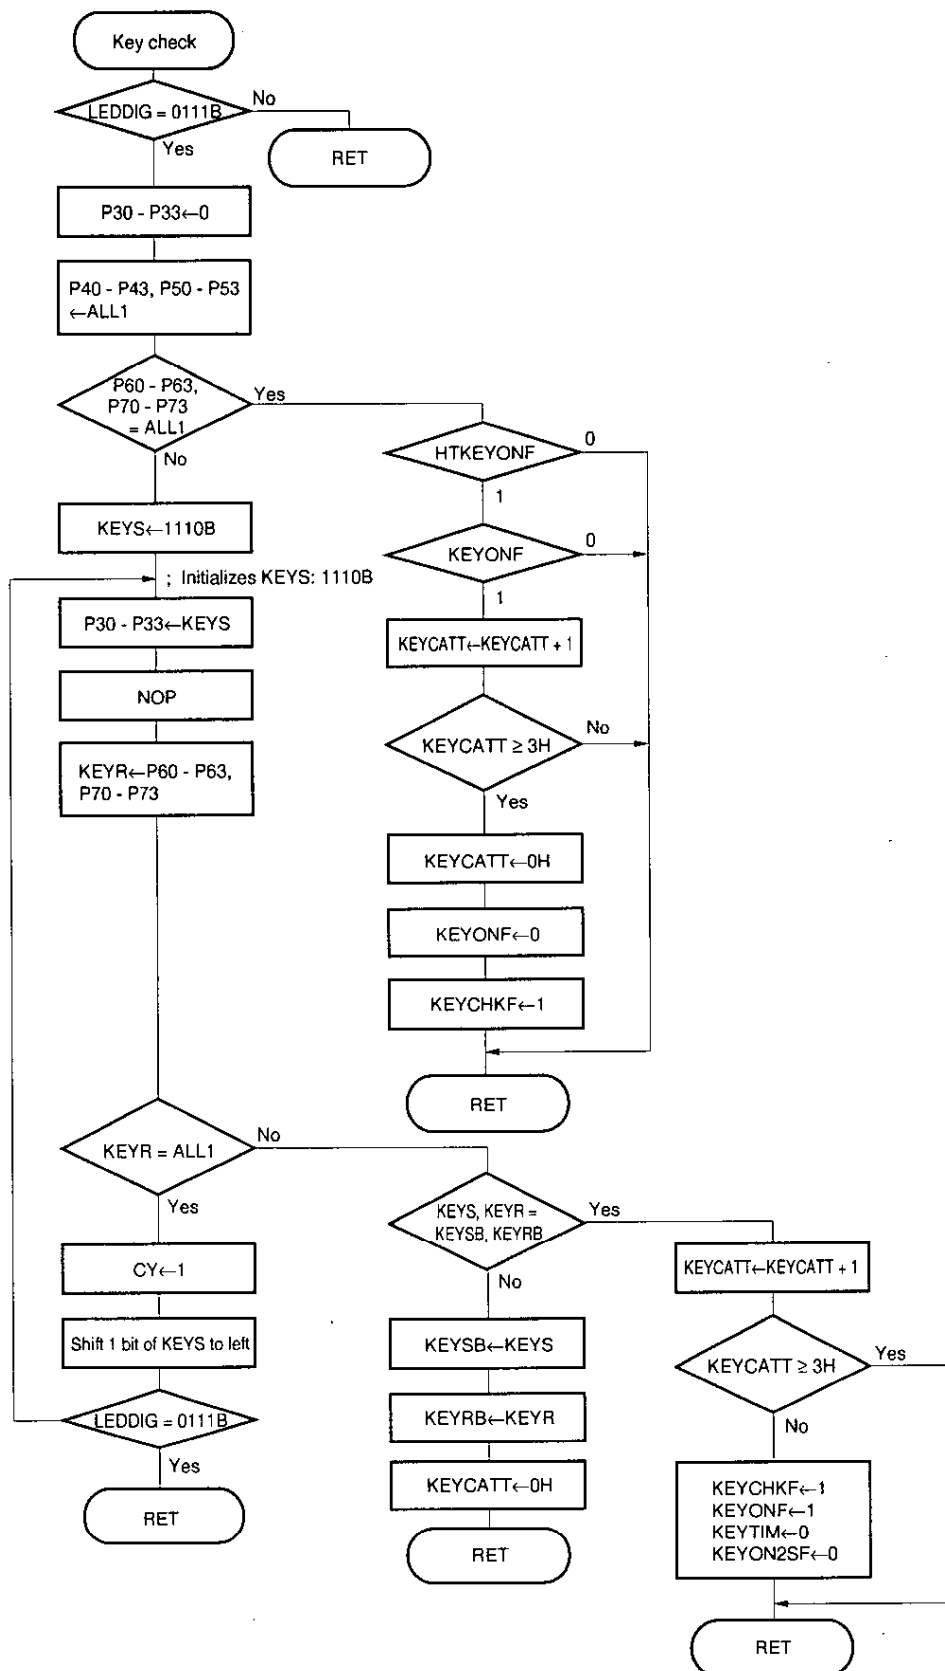 Key check
LEDDIG = 0111B
No
RET
Yes
P30 - P33←0
P40 - P43, P50 - P53
←ALL1
P60 - P63,
P70 - P73
= ALL1
Yes
No
HTKEYONF
0
1
KEYS←1110B
KEYONF
0
; Initializes KEYS: 1110B
1
P30 - P33←KEYS
KEYCATT←KEYCATT + 1
NOP
KEYCATT ≥ 3H
No
Yes
KEYR←P60 - P63,
P70 - P73
KEYCATT←0H
KEYONF←0
KEYCHKF←1
RET
KEYR = ALL1
No
Yes
KEYS, KEYR =
KEYSB, KEYRB
Yes
No
CY←1
KEYCATT←KEYCATT + 1
Shift 1 bit of KEYS to left
KEYSB←KEYS
KEYCATT ≥ 3H
Yes
No
LEDDIG = 0111B
Yes
KEYRB←KEYR
KEYCATT←0H
RET
RET
KEYCHKF←1
KEYONF←1
KEYTIM←0
KEYON2SF←0
RET